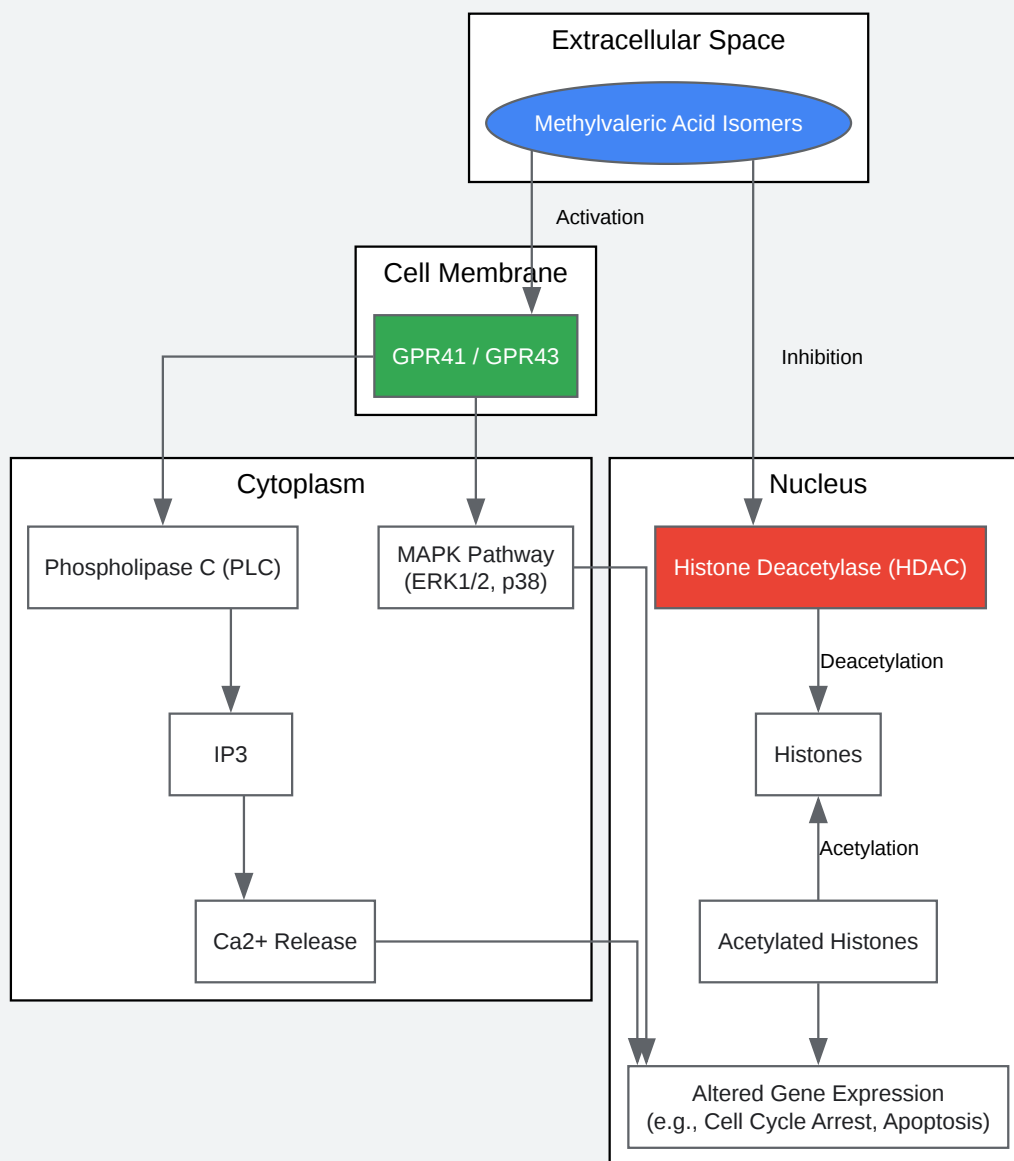 Extracellular Space
Methylvaleric Acid Isomers
Activation
Cell Membrane
GPR41 / GPR43
Inhibition
Cytoplasm
Nucleus
Phospholipase C (PLC)
MAPK Pathway
(ERK1/2, p38)
Histone Deacetylase (HDAC)
Deacetylation
IP3
Histones
Acetylation
Ca2+ Release
Acetylated Histones
Altered Gene Expression
(e.g., Cell Cycle Arrest, Apoptosis)